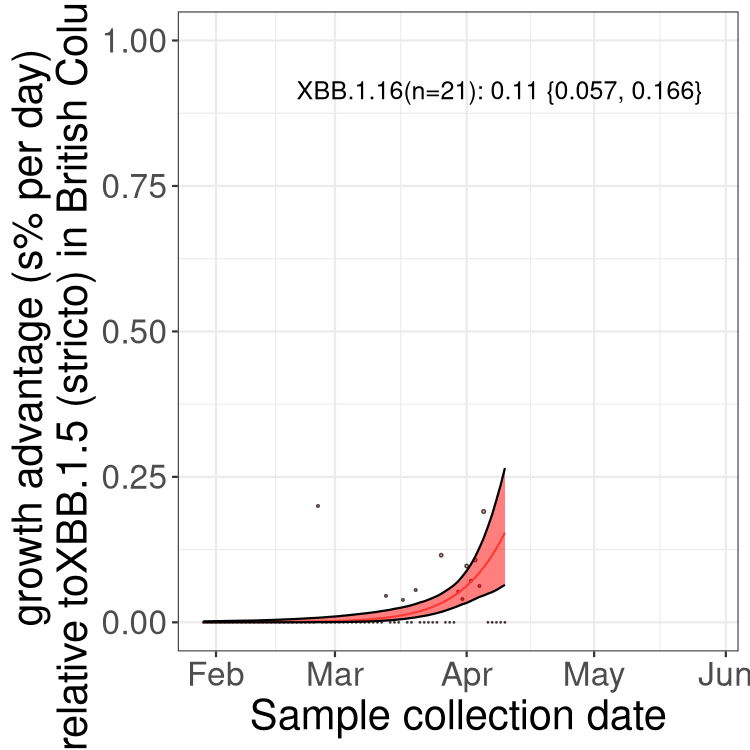 growth advantage (s% per day)
relative toXBB.1.5 (stricto) in British Colu
1.00
0.75
0.50
0.25
0.00
XBB.1.16(n=21): 0.11 {0.057, 0.166}
Feb Mar Apr May Jun
Sample collection date